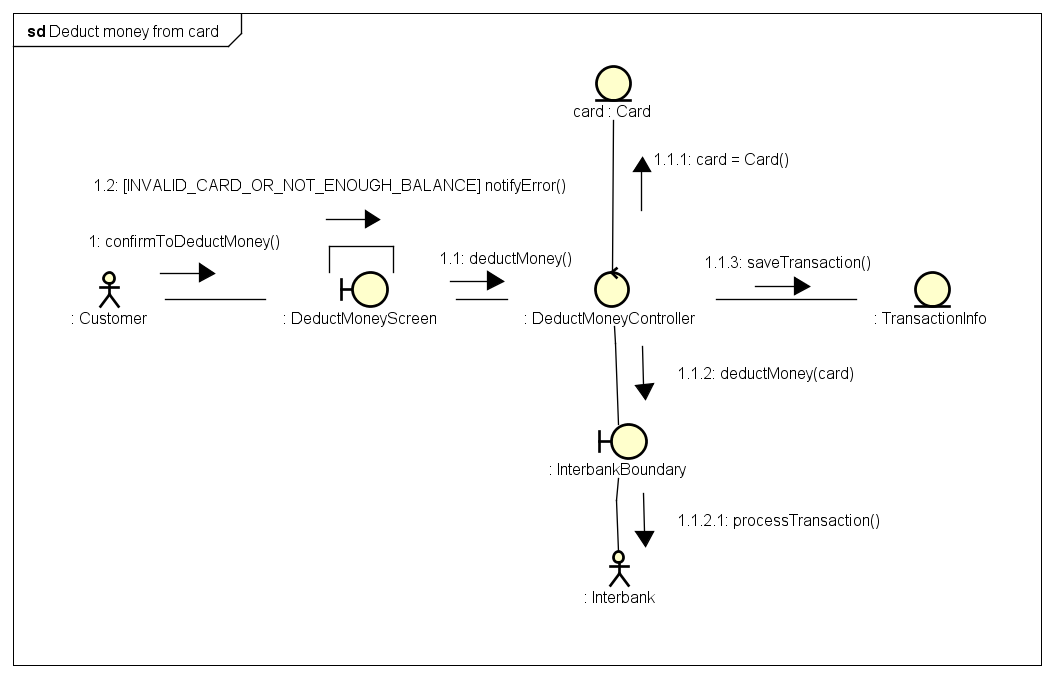 sd Deduct money from card
card : Card
1.1.1: card = Card()
1.2: [INVALID_CARD_OR_NOT_ENOUGH_BALANCE] notifyError()
1: confirmToDeductMoney()
1.1: deductMoney()
1.1.3: saveTransaction()
: Customer
: DeductMoneyScreen
: DeductMoneyController
: TransactionInfo
1.1.2: deductMoney(card)
: InterbankBoundary
1.1.2.1: processTransaction()
: Interbank